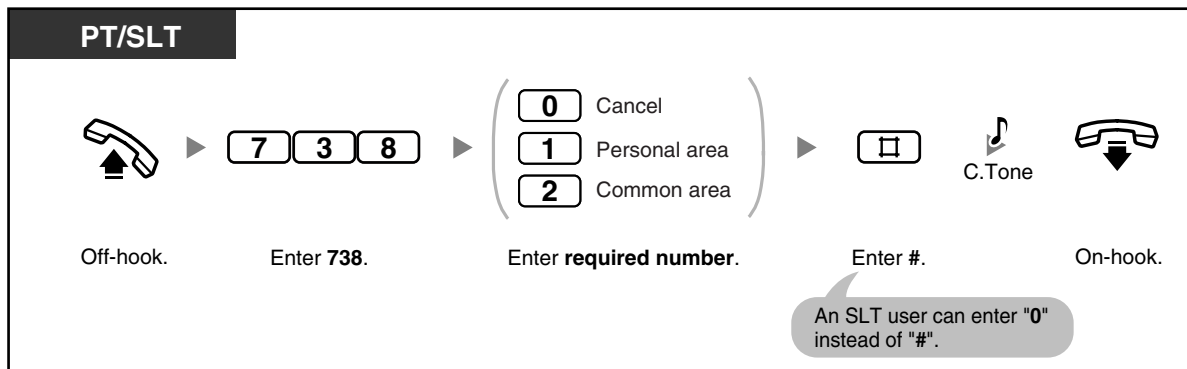 PT/SLT
0 Cancel
7 3 8
1 Personal area
2 Common area
#
C.Tone
Off-hook.
Enter 738.
Enter required number.
Enter #.
On-hook.
An SLT user can enter "0"
instead of "#".